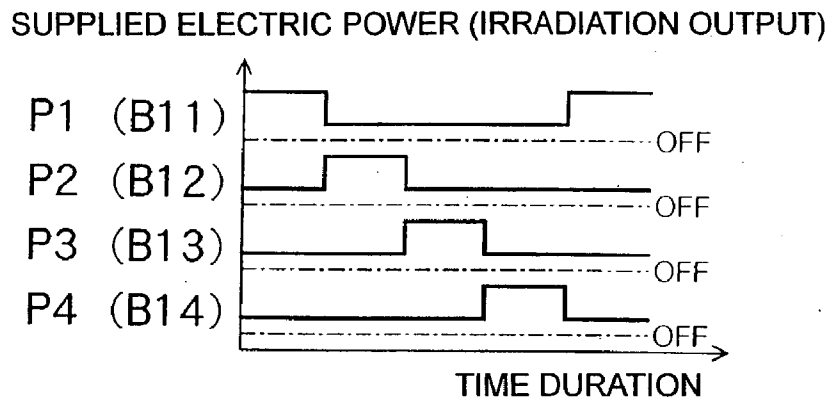 SUPPLIED ELECTRIC POWER (IRRADIATION OUTPUT)
P1 (B11)
OFF
P2 (B12)
OFF
P3 (B13)
OFF
P4 (B14)
OFF
TIME DURATION